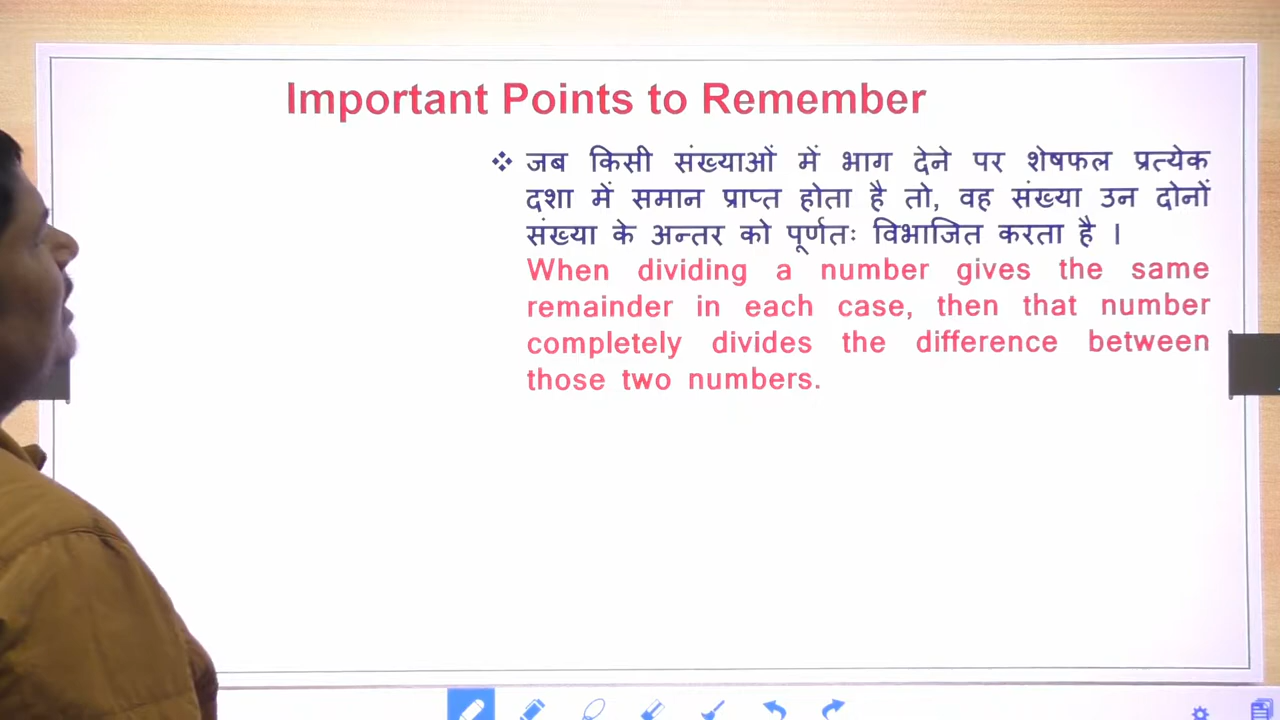 Important Points to Remember
❖ जब किसी संख्याओं में भाग देने पर शेषफल प्रत्येक
दशा में समान प्राप्त होता है तो, वह संख्या उन दोनों
संख्या के अन्तर को पूर्णतः विभाजित करता है ।
When dividing a number gives the same
remainder in each case, then that number
completely divides the difference between
those two numbers.